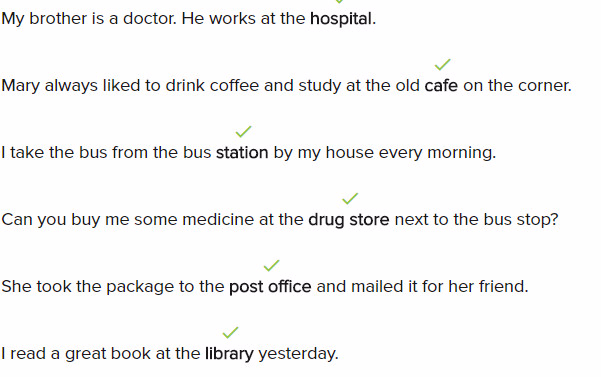 My brother is a doctor. He works at the hospital.
Mary always liked to drink coffee and study at the old cafe on the corner.
I take the bus from the bus station by my house every morning.
Can you buy me some medicine at the drug store next to the bus stop?
She took the package to the post office and mailed it for her friend.
I read a great book at the library yesterday.